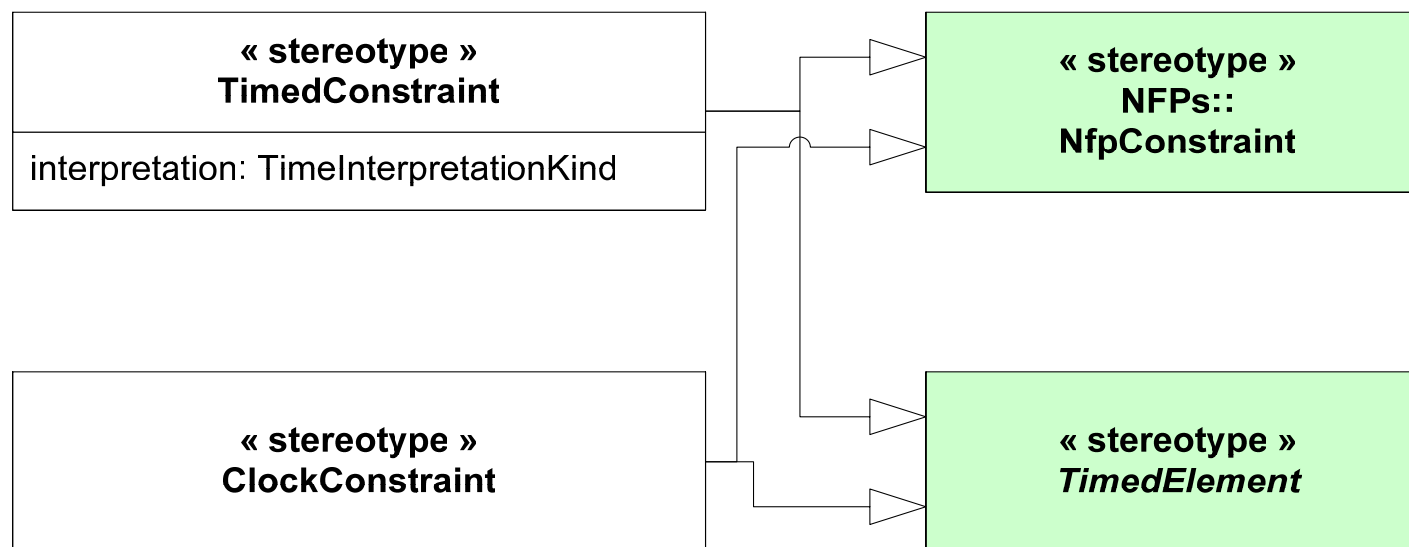 « stereotype »
TimedConstraint
interpretation: TimeInterpretationKind
« stereotype »
NFPs::
NfpConstraint
« stereotype »
ClockConstraint
« stereotype »
TimedElement